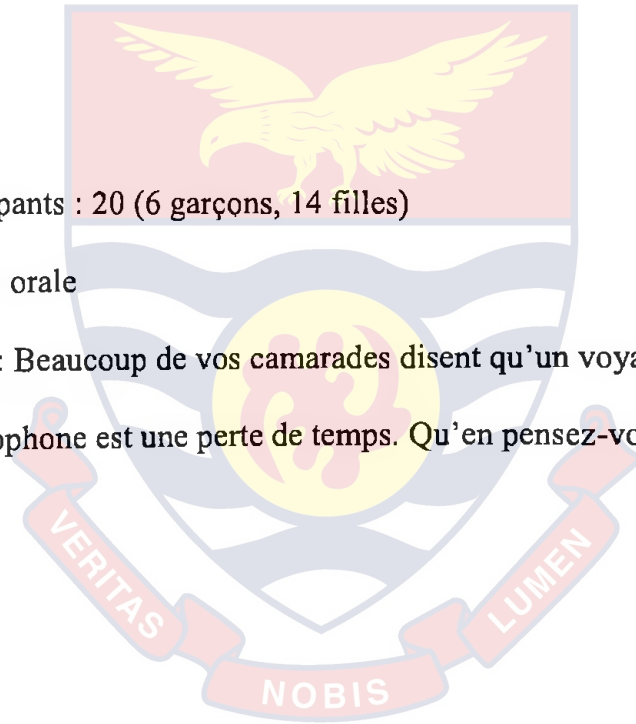 pants : 20 (6 garçons, 14 filles)
orale
: Beaucoup de vos camarades disent qu'un voya
ophone est une perte de temps. Qu'en pensez-vo
VERITAS
NOBIS
LUMEN